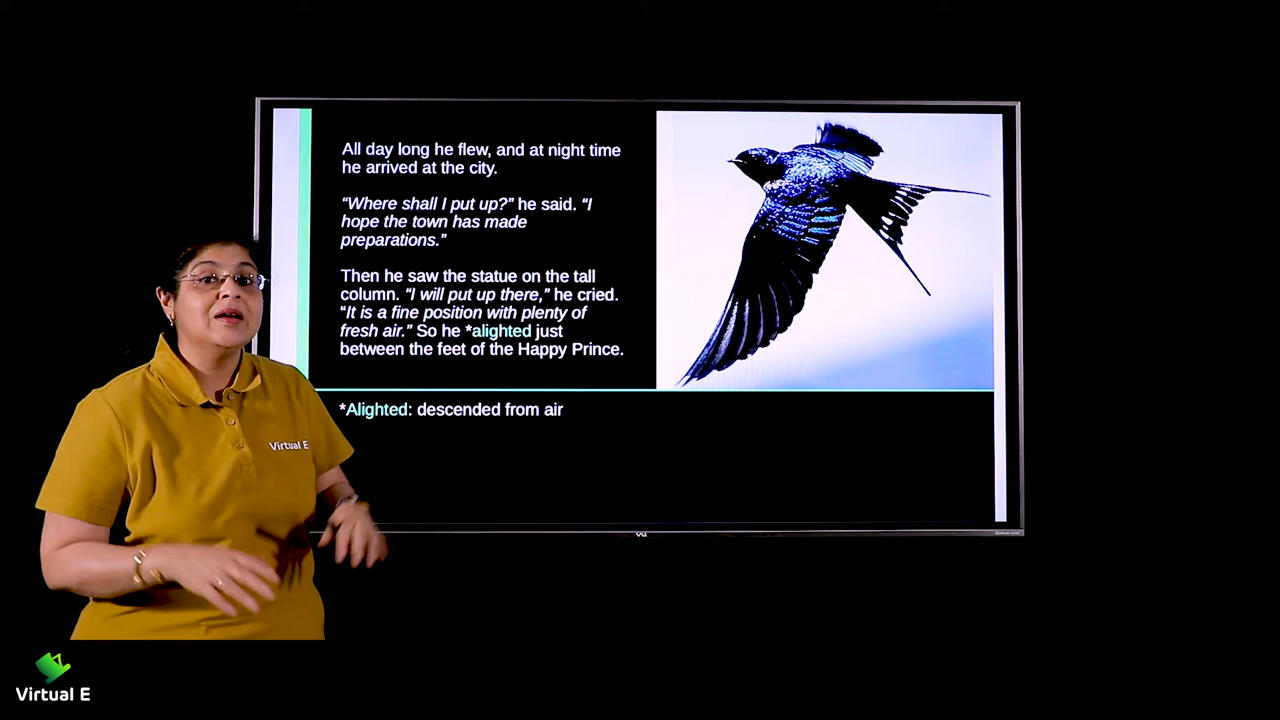 All day long he flew, and at night time
he arrived at the city.
“Where shall I put up?” he said. “I
hope the town has made
preparations.”
Then he saw the statue on the tall
column. “I will put up there,” he cried.
“It is a fine position with plenty of
fresh air.” So he *alighted just
between the feet of the Happy Prince.
*Alighted: descended from air
Virtual E
Virtual E